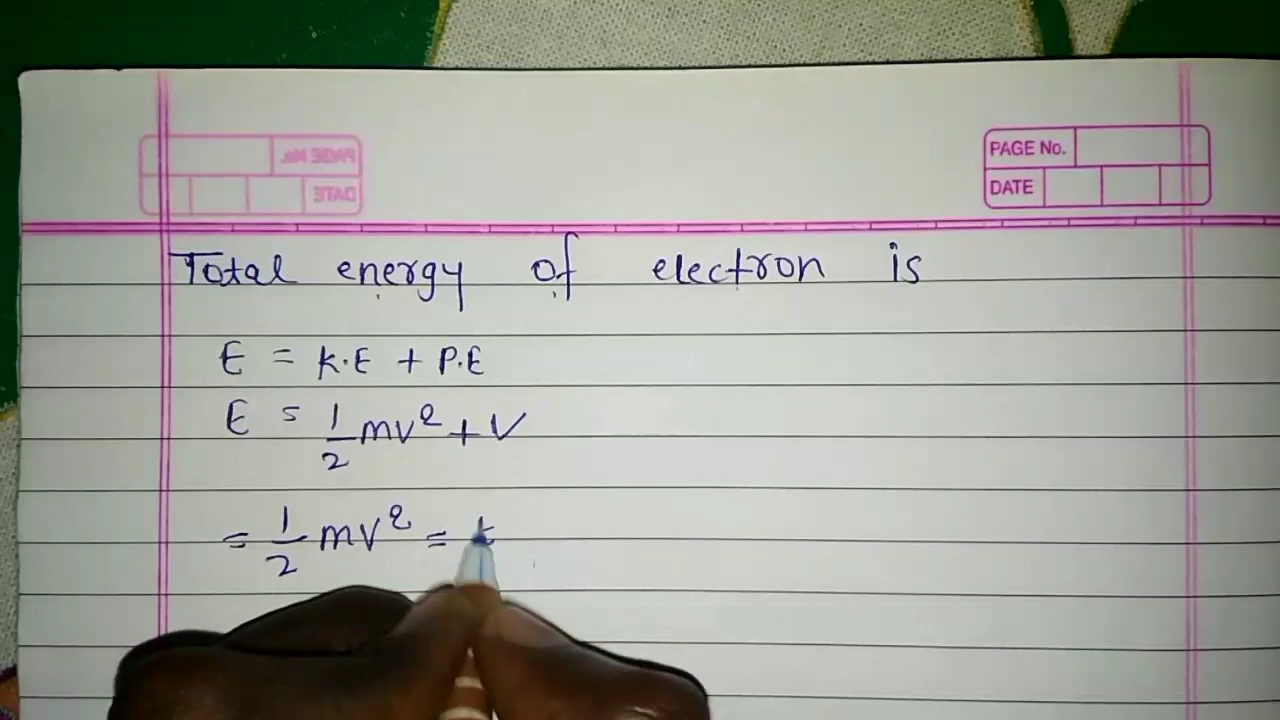 PAGE No.
DATE
Total energy of electron is
E = K.E + P.E
E = 1/2 mv² + V
= 1/2 mv² =